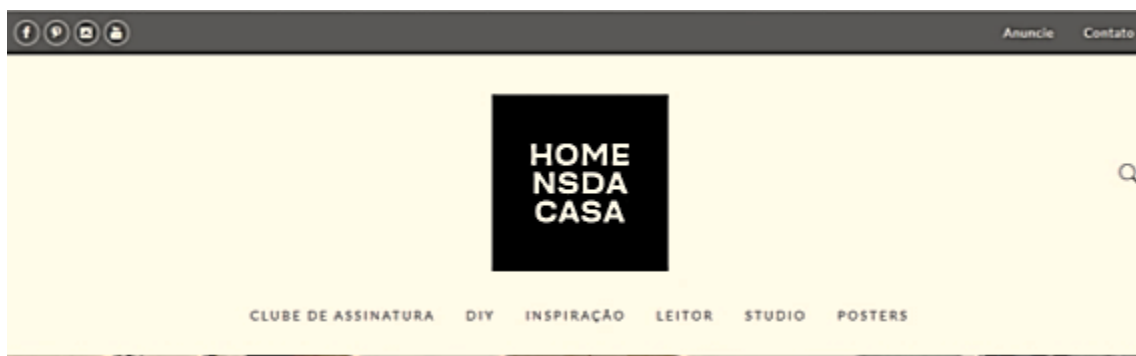 Anuncie Contato
HOME
NSDA
CASA
CLUBE DE ASSINATURA DIY INSPIRAÇÃO LEITOR STUDIO POSTERS